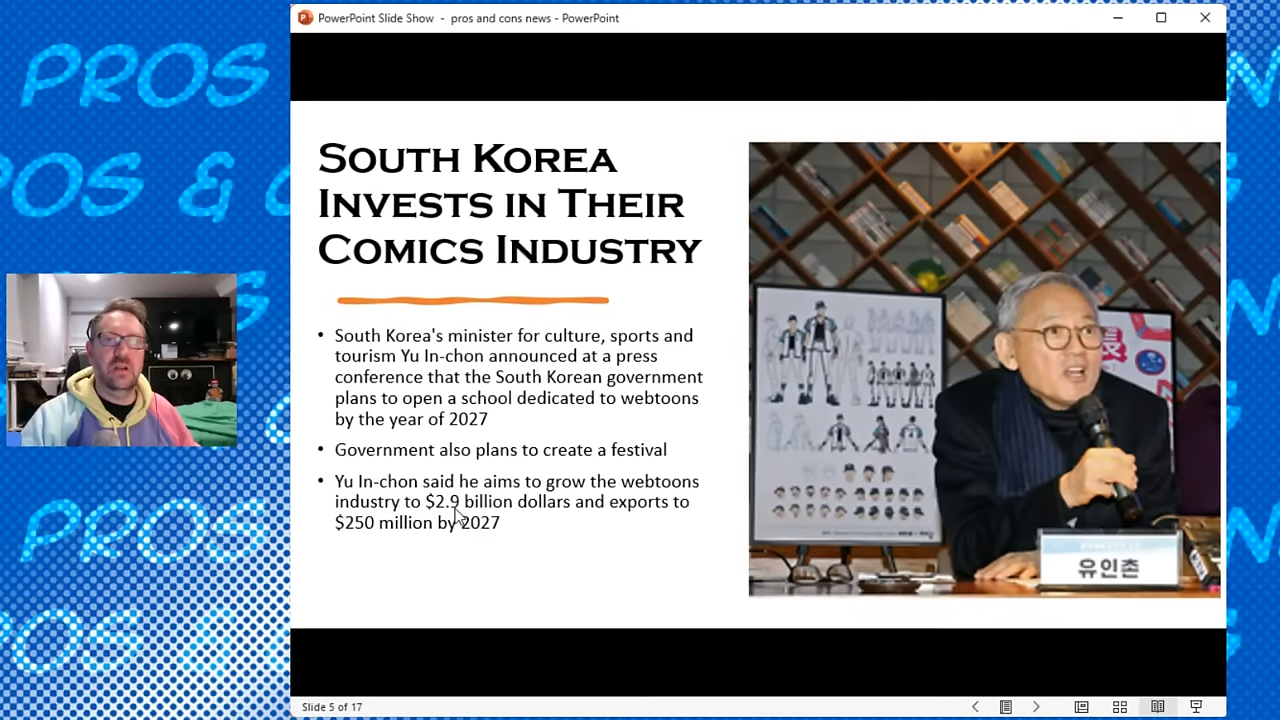 PowerPoint Slide Show - pros and cons news - PowerPoint
PROS
PROS &
SOUTH KOREA
INVESTS IN THEIR
COMICS INDUSTRY
• South Korea's minister for culture, sports and
tourism Yu In-chon announced at a press
conference that the South Korean government
plans to open a school dedicated to webtoons
by the year of 2027
• Government also plans to create a festival
• Yu In-chon said he aims to grow the webtoons
industry to $2.9 billion dollars and exports to
$250 million by 2027
유인촌
PROS
PROS
Slide 5 of 17